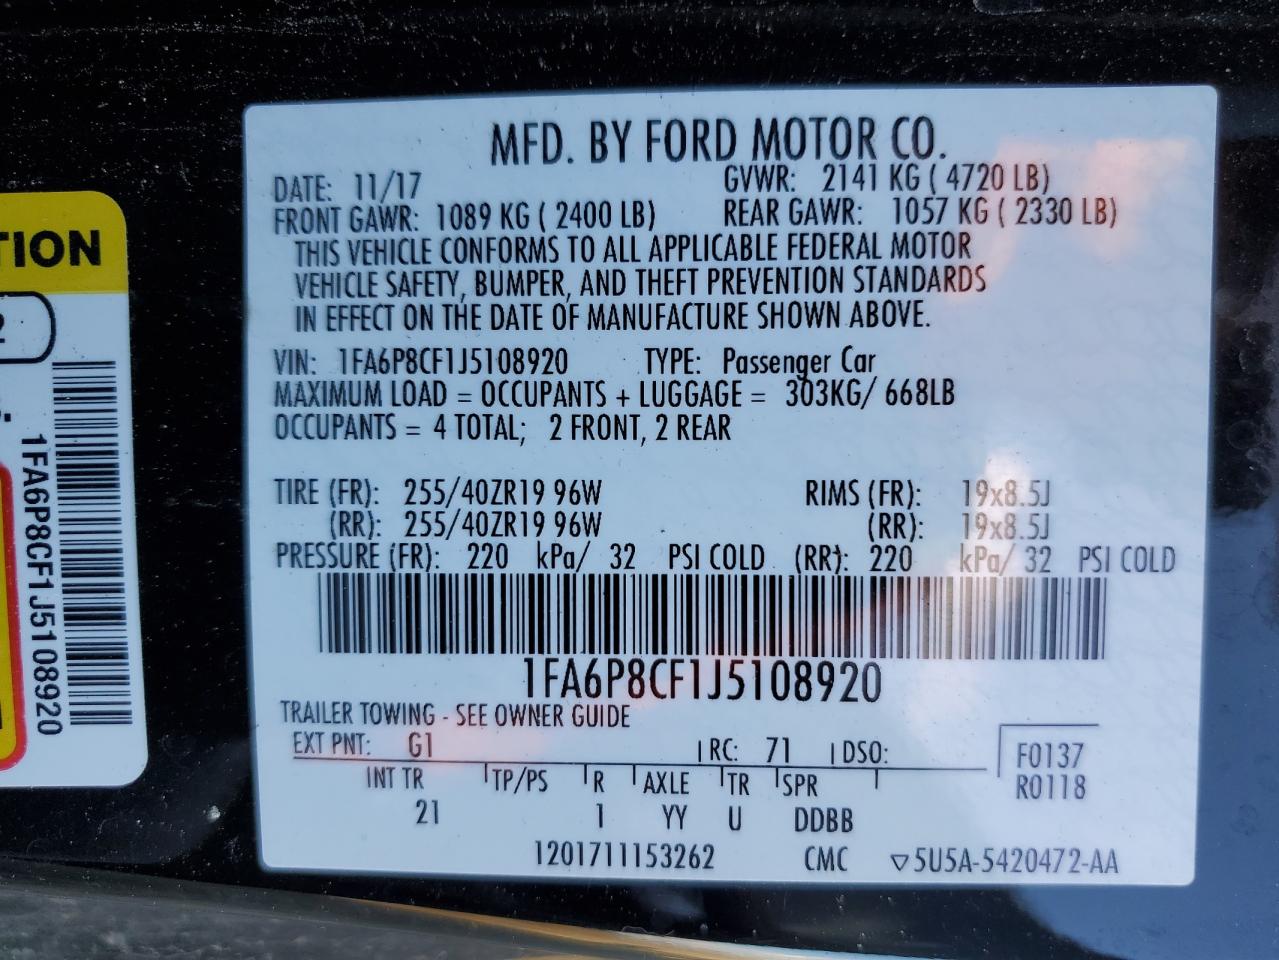 MFD. BY FORD MOTOR CO.
DATE: 11/17 GVWR: 2141 KG ( 4720 LB)
FRONT GAWR: 1089 KG ( 2400 LB) REAR GAWR: 1057 KG ( 2330 LB)
THIS VEHICLE CONFORMS TO ALL APPLICABLE FEDERAL MOTOR
VEHICLE SAFETY, BUMPER, AND THEFT PREVENTION STANDARDS
IN EFFECT ON THE DATE OF MANUFACTURE SHOWN ABOVE.
VIN: 1FA6P8CF1J5108920 TYPE: Passenger Car
MAXIMUM LOAD = OCCUPANTS + LUGGAGE = 303KG/ 668LB
OCCUPANTS = 4 TOTAL; 2 FRONT, 2 REAR
TIRE (FR): 255/40ZR19 96W RIMS (FR): 19x8.5J
(RR): 255/40ZR19 96W (RR): 19x8.5J
PRESSURE (FR): 220 kPa/ 32 PSI COLD (RR): 220 kPa/ 32 PSI COLD
1FA6P8CF1J5108920
TRAILER TOWING - SEE OWNER GUIDE
EXT PNT: G1 RC: 71 DSO:
F0137
R0118
INT TR TP/PS R AXLE TR SPR
21 1 YY U DDBB
1201711153262 CMC ▽5U5A-5420472-AA
TION
2
1FA6P8CF1J5108920